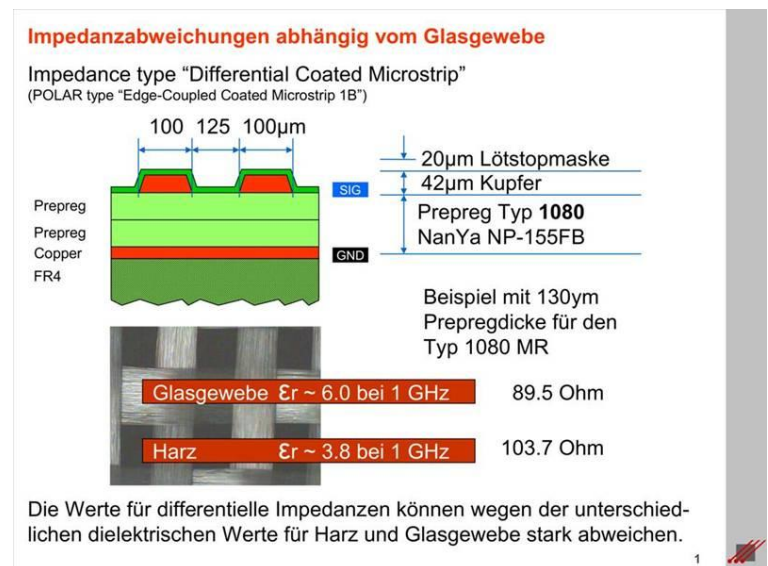 Impedanzabweichungen abhängig vom Glasgewebe
Impedance type “Differential Coated Microstrip”
(POLAR type “Edge-Coupled Coated Microstrip 1B”)
100 125 100µm
20µm Lötstopmaske
SIG
42µm Kupfer
Prepreg
Prepreg Typ 1080
Prepreg
NanYa NP-155FB
Copper
GND
FR4
Beispiel mit 130ym
Prepregdicke für den
Typ 1080 MR
Glasgewebe Ɛr ~ 6.0 bei 1 GHz 89.5 Ohm
Harz Ɛr ~ 3.8 bei 1 GHz 103.7 Ohm
Die Werte für differentielle Impedanzen können wegen der unterschied-
lichen dielektrischen Werte für Harz und Glasgewebe stark abweichen.
1